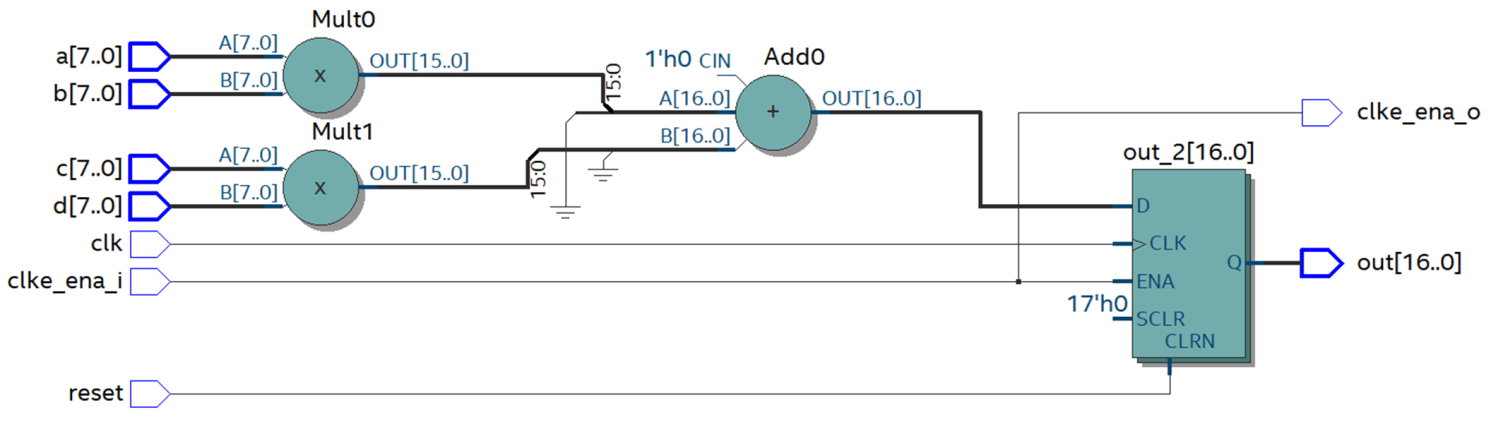 Mult0
a[7..0]
A[7..0]
OUT[15..0]
b[7..0]
B[7..0]
x
15:0
1'h0 CIN
Add0
A[16..0]
OUT[16..0]
B[16..0]
+
clke_ena_o
Mult1
c[7..0]
A[7..0]
OUT[15..0]
d[7..0]
B[7..0]
x
15:0
out_2[16..0]
D
clk
CLK
Q
out[16..0]
clke_ena_i
ENA
17'h0
SCLR
CLRN
reset